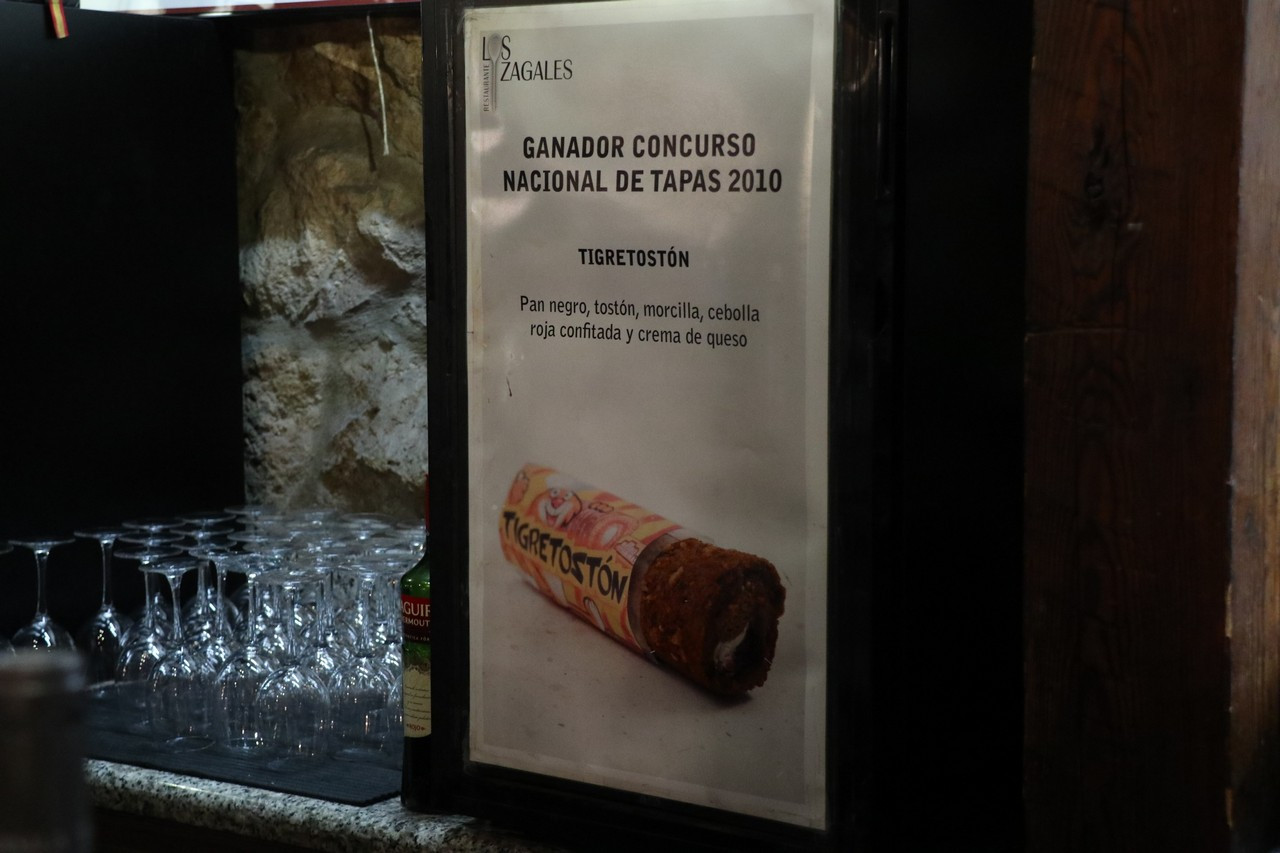 LOS
ZAGALES
RESTAURANTE
GANADOR CONCURSO
NACIONAL DE TAPAS 2010
TIGRETOSTÓN
Pan negro, tostón, morcilla, cebolla
roja confitada y crema de queso
TIGRETOSTÓN